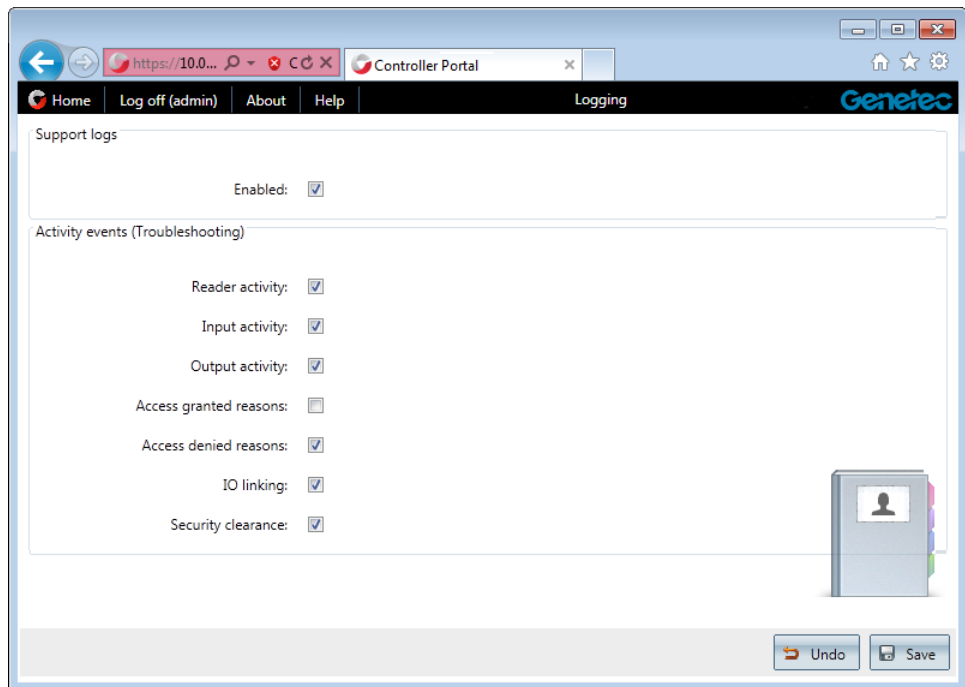 https://10.0...
Controller Portal
Home
Log off (admin)
About
Help
Logging
Genetec
Support logs
Enabled:
Activity events (Troubleshooting)
Reader activity:
Input activity:
Output activity:
Access granted reasons:
Access denied reasons:
IO linking:
Security clearance:
Undo
Save